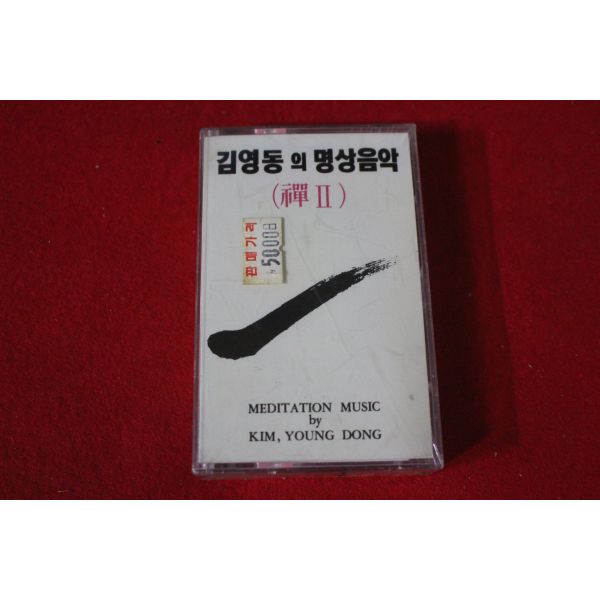 김영동 의 명상음악
(禪 II)
판매가격
₩5000원
MEDITATION MUSIC
by
KIM, YOUNG DONG